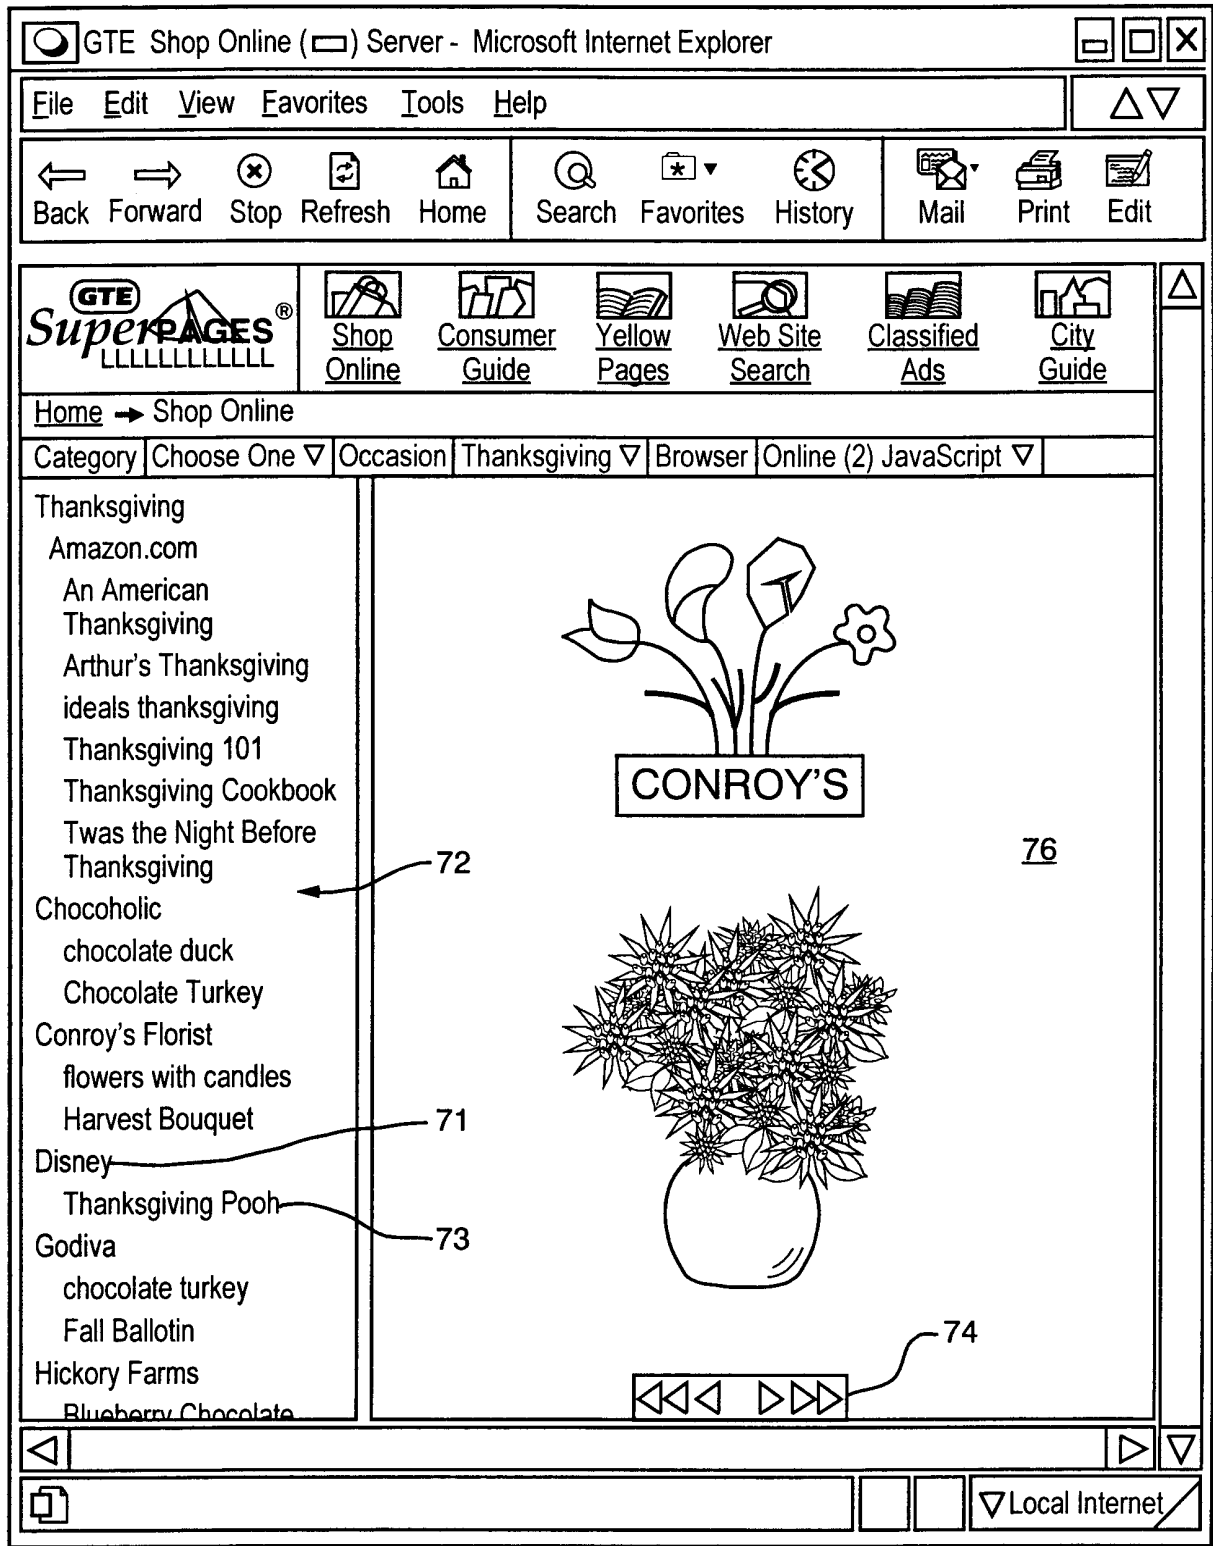 GTE Shop Online ( ) Server - Microsoft Internet Explorer
File Edit View Favorites Tools Help
Back Forward Stop Refresh Home Search Favorites History Mail Print Edit
GTE
SuperPAGES®
Shop Online
Consumer Guide
Yellow Pages
Web Site Search
Classified Ads
City Guide
Home → Shop Online
Category Choose One ▽ Occasion Thanksgiving ▽ Browser Online (2) JavaScript ▽
Thanksgiving
Amazon.com
An American
Thanksgiving
Arthur's Thanksgiving
ideals thanksgiving
Thanksgiving 101
Thanksgiving Cookbook
Twas the Night Before
Thanksgiving
Chocoholic
chocolate duck
Chocolate Turkey
Conroy's Florist
flowers with candles
Harvest Bouquet
Disney
Thanksgiving Pooh
Godiva
chocolate turkey
Fall Ballotin
Hickory Farms
Blueberry Chocolate
72
71
73
CONROY'S
76
74
Local Internet